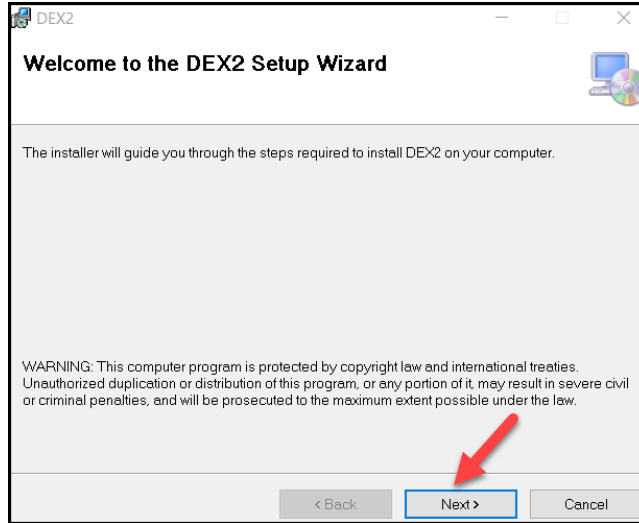 DEX2
Welcome to the DEX2 Setup Wizard
The installer will guide you through the steps required to install DEX2 on your computer.
WARNING: This computer program is protected by copyright law and international treaties.
Unauthorized duplication or distribution of this program, or any portion of it, may result in severe civil
or criminal penalties, and will be prosecuted to the maximum extent possible under the law.
< Back Next > Cancel